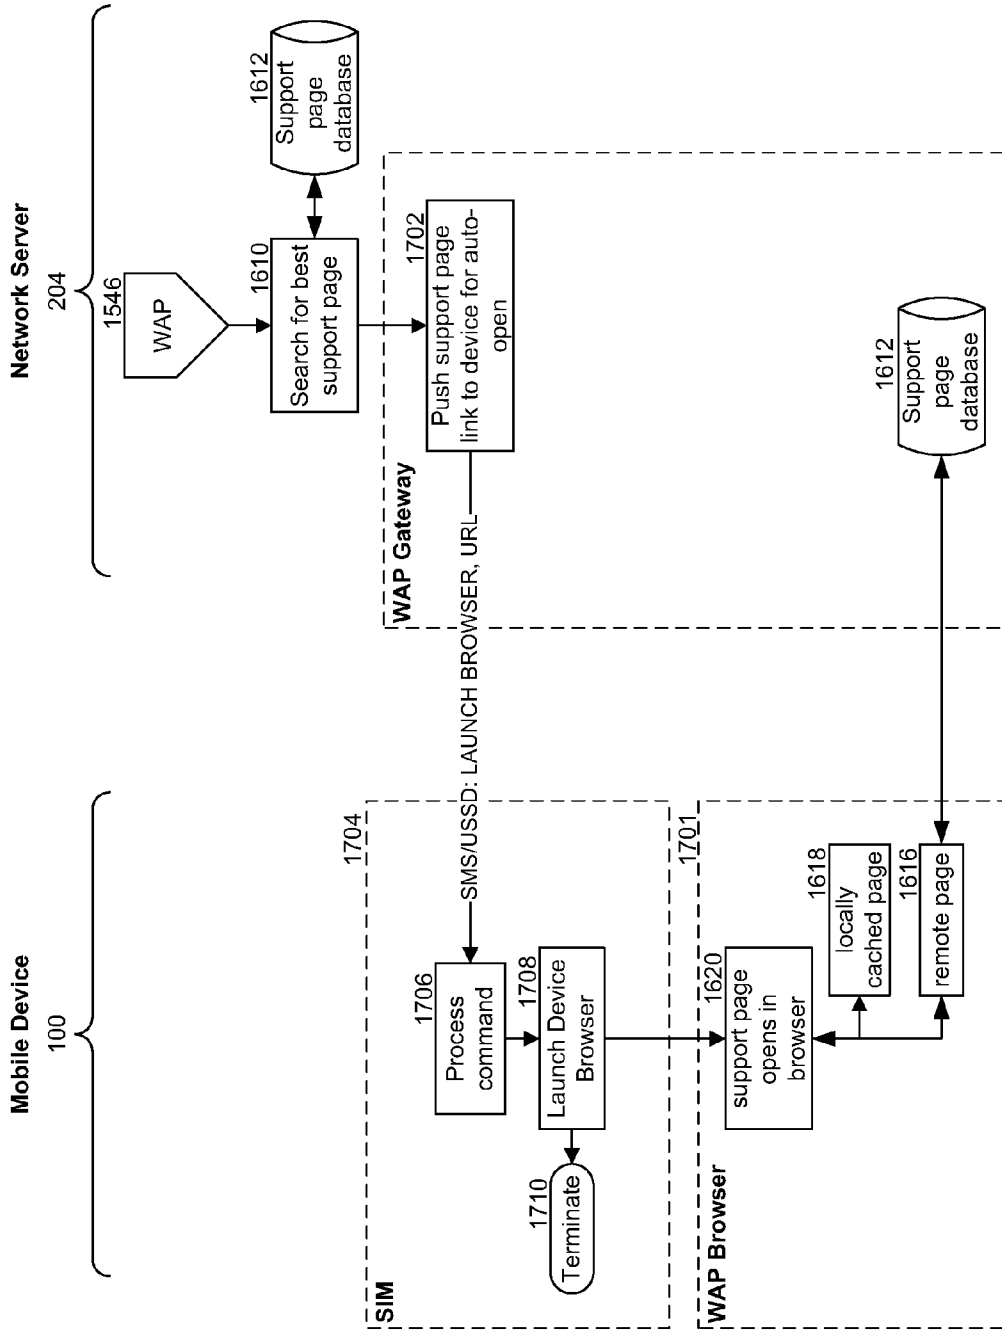 Mobile Device
100
Network Server
204
1546
WAP
1610
Search for best
support page
1612
Support
page
database
WAP Gateway
1702
Push support page
link to device for auto-
open
SMS/USSD: LAUNCH BROWSER, URL
SIM
1704
1706
Process
command
1708
Launch Device
Browser
1710
Terminate
WAP Browser
1701
1620
support page
opens in
browser
1618
locally
cached page
1616
remote page
1612
Support
page
database